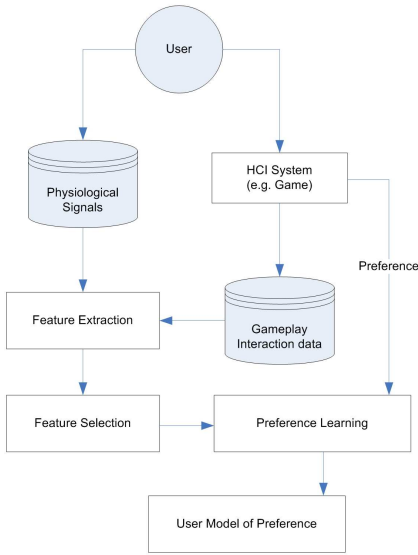 User
Physiological
Signals
HCI System
(e.g. Game)
Preference
Feature Extraction
Gameplay
Interaction data
Feature Selection
Preference Learning
User Model of Preference